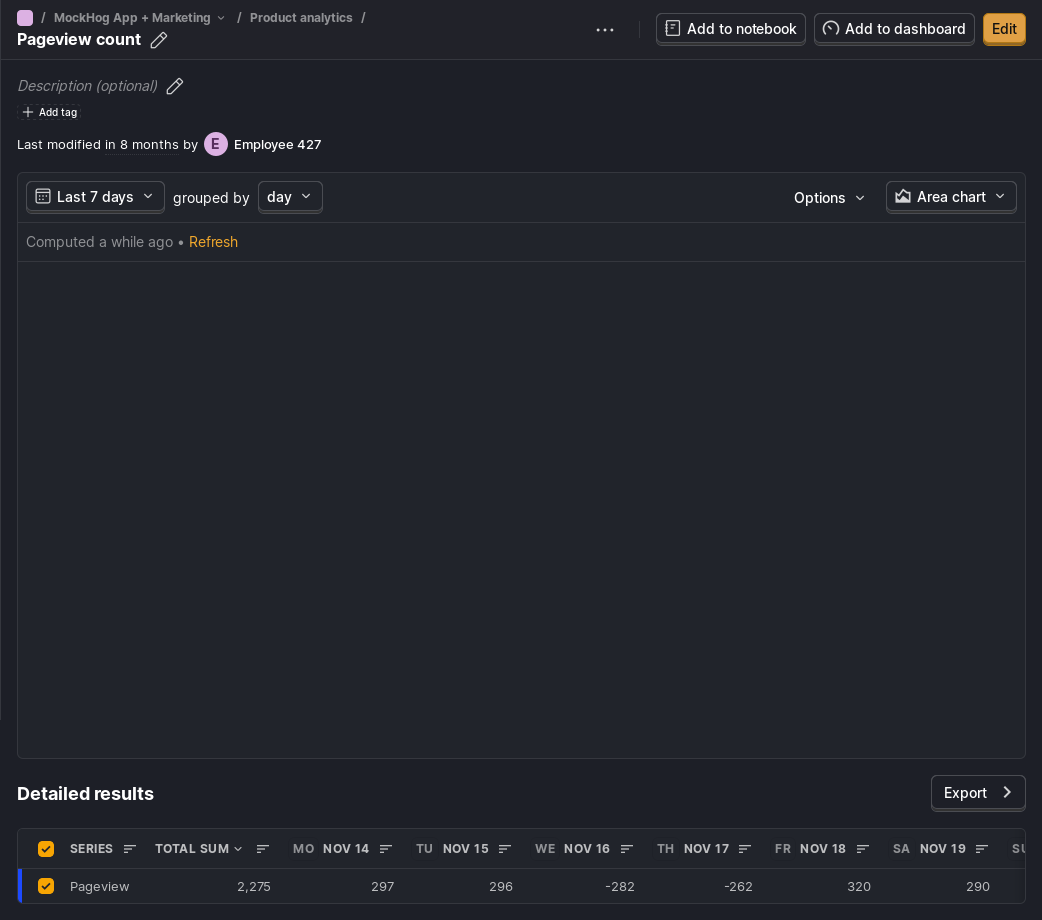 / MockHog App + Marketing / Product analytics /
Pageview count
Add to notebook
Add to dashboard
Edit
Description (optional)
Add tag
Last modified in 8 months by E Employee 427
Last 7 days grouped by day Options Area chart
Computed a while ago • Refresh
Detailed results
Export
SERIES TOTAL SUM MO NOV 14 TU NOV 15 WE NOV 16 TH NOV 17 FR NOV 18 SA NOV 19
Pageview 2,275 297 296 -282 -262 320 290